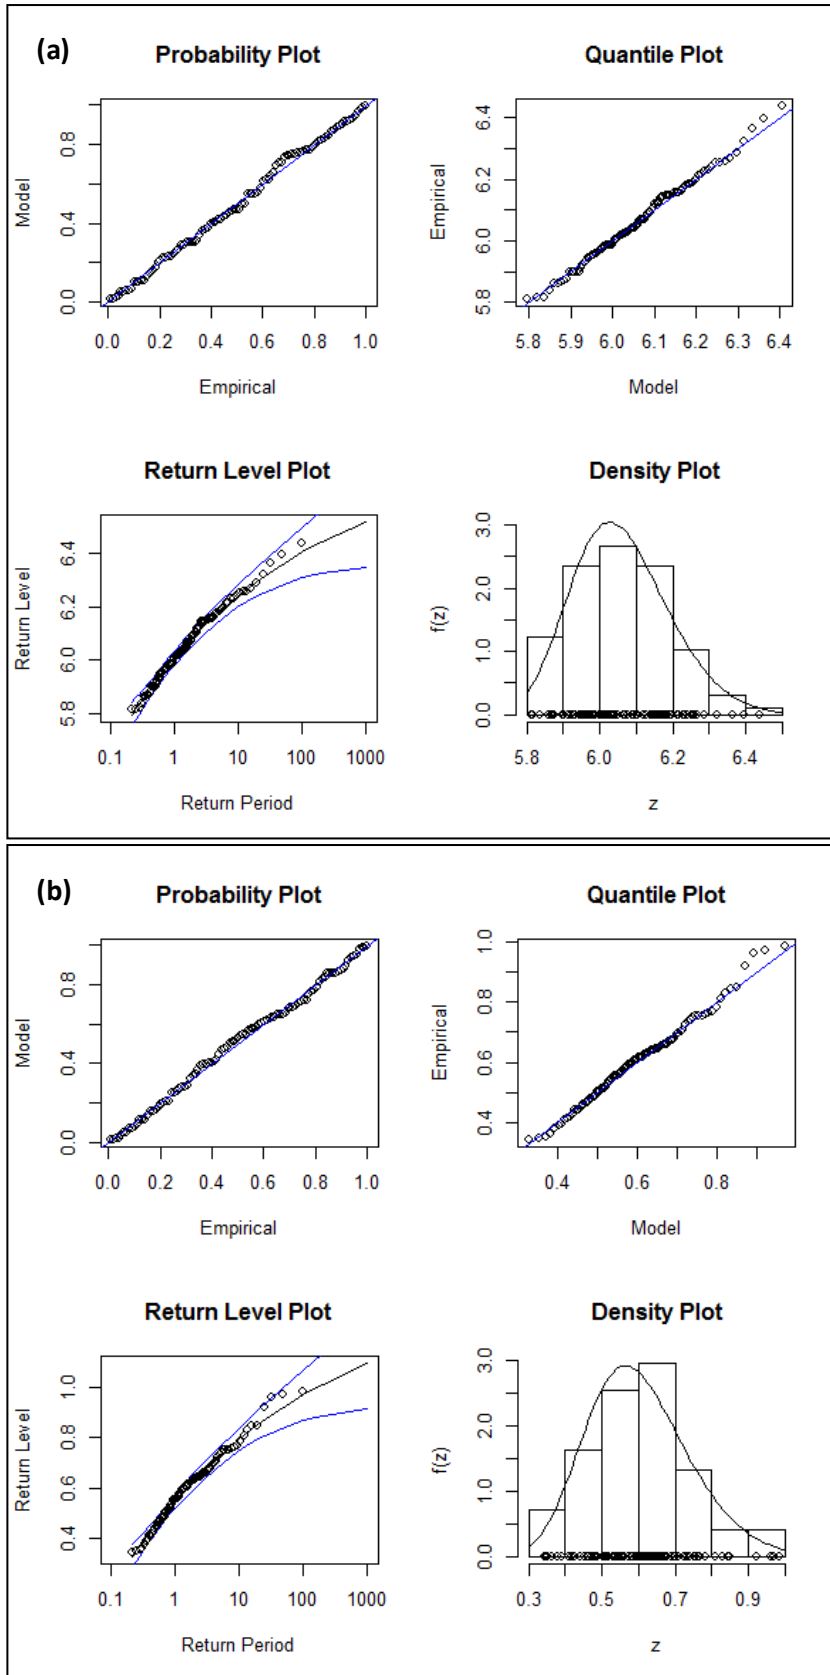 (a)
Probability Plot
Quantile Plot
Model
0.0 0.4 0.8
0.0 0.2 0.4 0.6 0.8 1.0
Empirical
Empirical
5.8 6.0 6.2 6.4
5.8 5.9 6.0 6.1 6.2 6.3 6.4
Model
Return Level Plot
Density Plot
Return Level
5.8 6.0 6.2 6.4
0.1 1 10 100 1000
Return Period
f(z)
0.0 1.0 2.0 3.0
5.8 6.0 6.2 6.4
z
(b)
Probability Plot
Quantile Plot
Model
0.0 0.4 0.8
0.0 0.2 0.4 0.6 0.8 1.0
Empirical
Empirical
0.4 0.6 0.8 1.0
0.4 0.6 0.8
Model
Return Level Plot
Density Plot
Return Level
0.4 0.6 0.8 1.0
0.1 1 10 100 1000
Return Period
f(z)
0.0 1.0 2.0 3.0
0.3 0.5 0.7 0.9
z